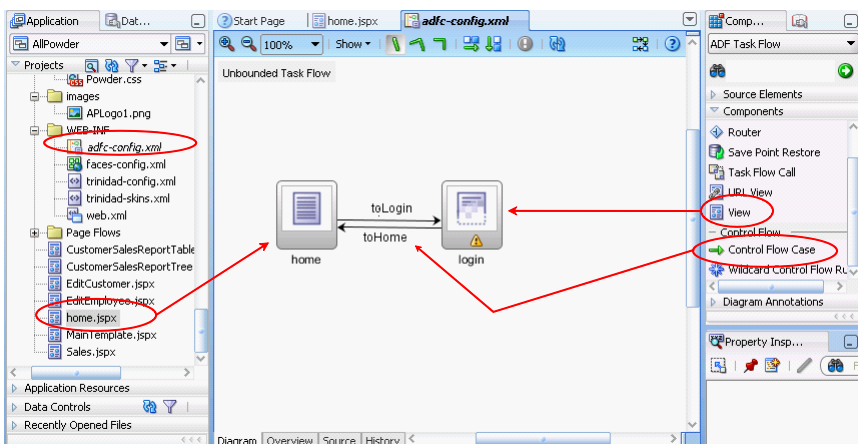 Application
Dat...
AllPowder
Projects
Powder.css
images
APLogo1.png
WEB-INF
adfc-config.xml
faces-config.xml
trinidad-config.xml
trinidad-skins.xml
web.xml
Page Flows
CustomerSalesReportTable
CustomerSalesReportTree
EditCustomer.jspx
EditEmployee.jspx
home.jspx
MainTemplate.jspx
Sales.jspx
Application Resources
Data Controls
Recently Opened Files
Start Page
home.jspx
adfc-config.xml
100%
Show
Unbounded Task Flow
toLogin
toHome
home
login
Diagram
Overview
Source
History
Comp...
ADF Task Flow
Source Elements
Components
Router
Save Point Restore
Task Flow Call
URL View
View
Control Flow
Control Flow Case
Wildcard Control Flow Ru
Diagram Annotations
Property Insp...